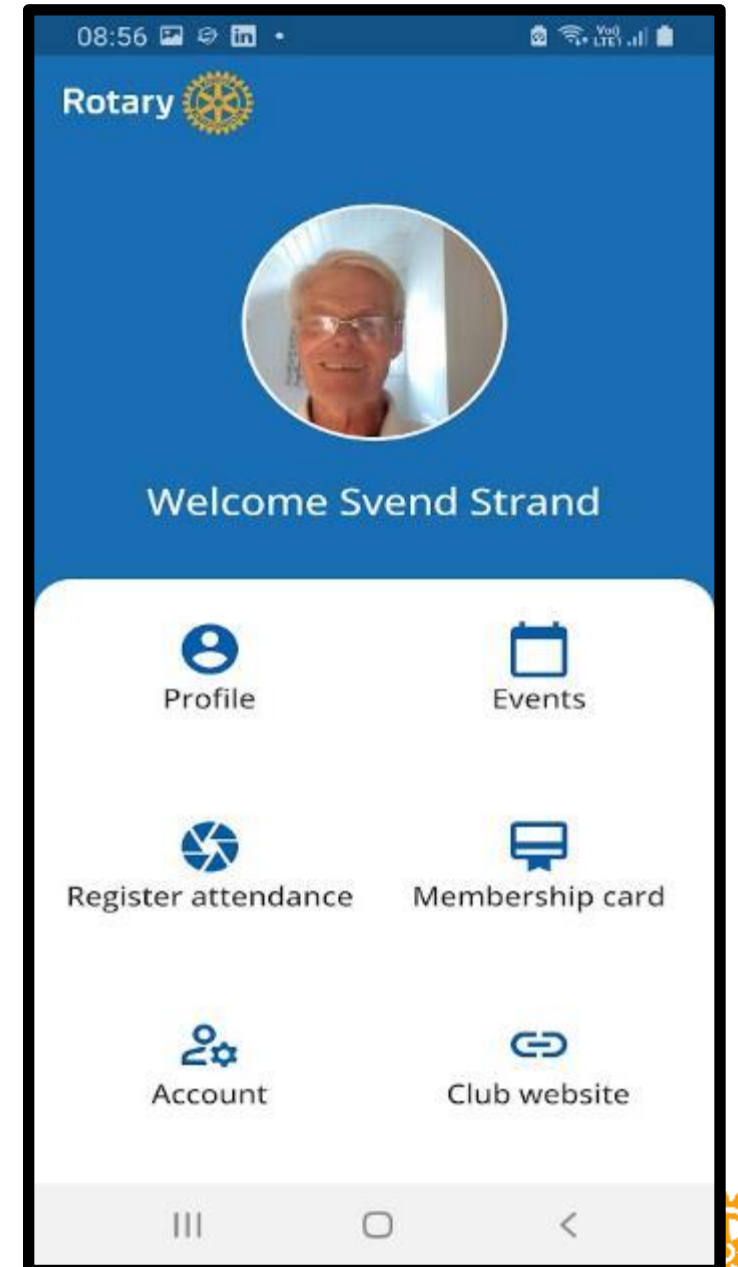 08:56
Rotary
Welcome Svend Strand
Profile Events
Register attendance Membership card
Account Club website